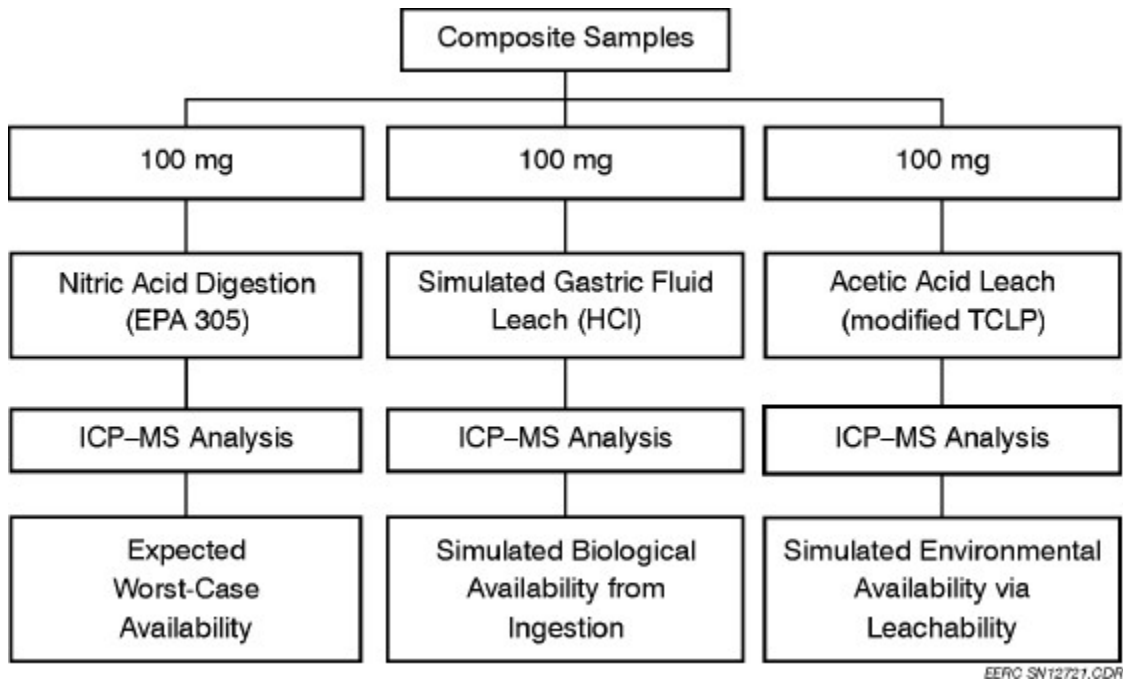 Composite Samples
100 mg
100 mg
100 mg
Nitric Acid Digestion
(EPA 305)
Simulated Gastric Fluid
Leach (HCl)
Acetic Acid Leach
(modified TCLP)
ICP–MS Analysis
ICP–MS Analysis
ICP–MS Analysis
Expected
Worst-Case
Availability
Simulated Biological
Availability from
Ingestion
Simulated Environmental
Availability via
Leachability
EERC SN12721.CDR